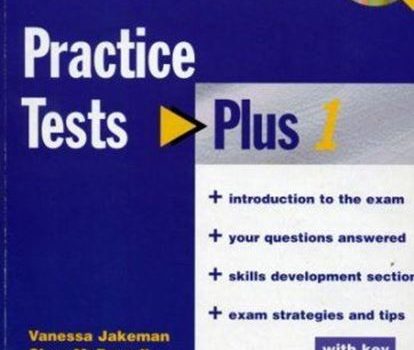 Practice
Tests Plus 1
+ introduction to the exam
+ your questions answered
+ skills development section
+ exam strategies and tips
with key
Vanessa Jakeman